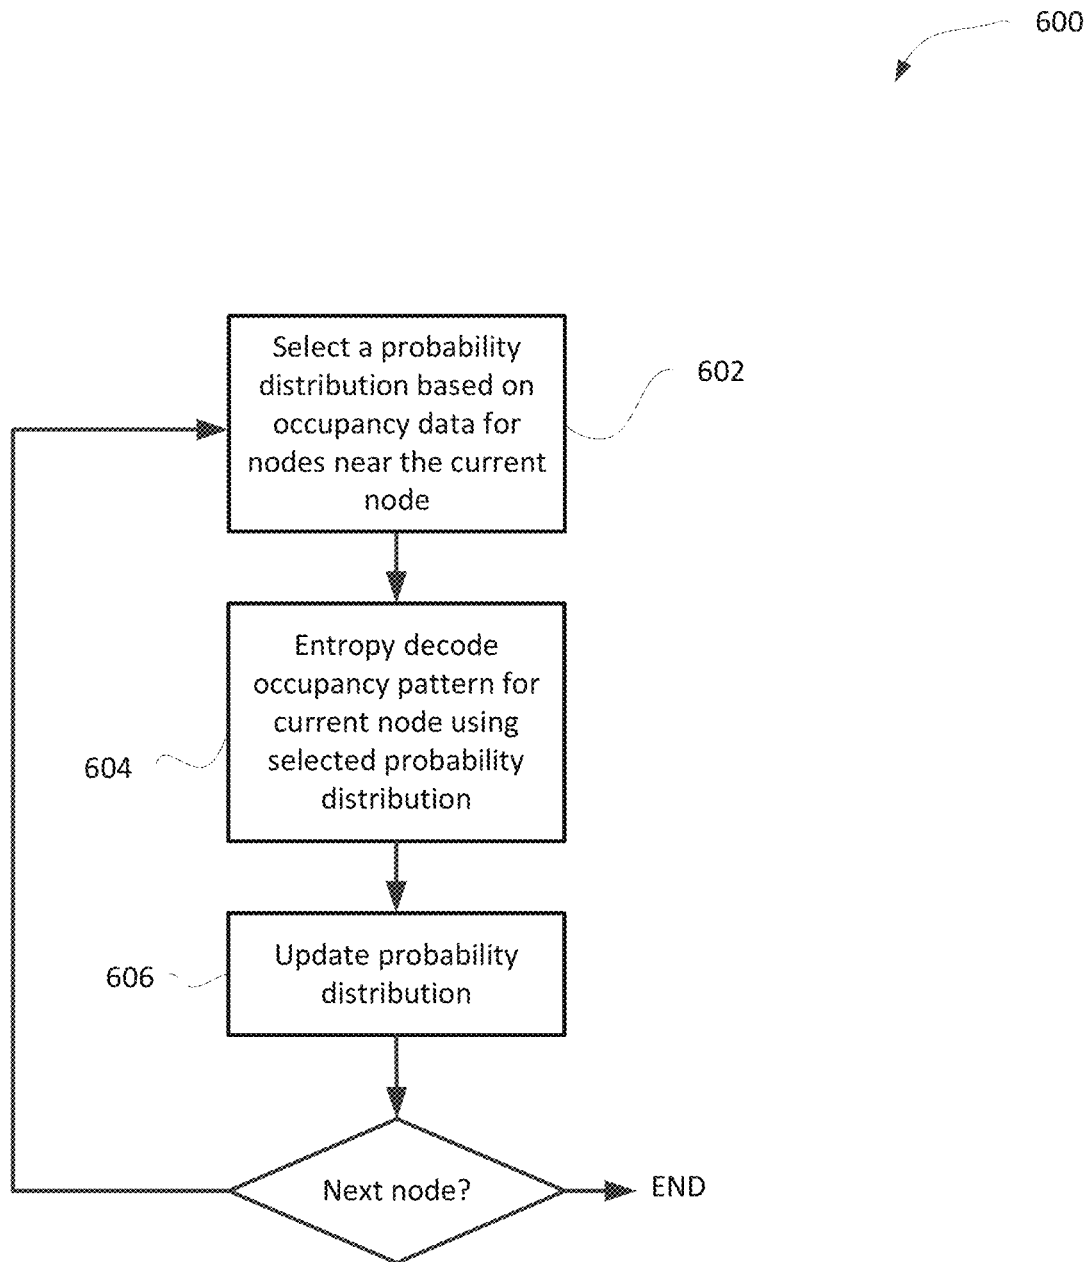 600
Select a probability
distribution based on
occupancy data for
nodes near the current
node
602
Entropy decode
occupancy pattern for
current node using
selected probability
distribution
604
Update probability
distribution
606
Next node?
END